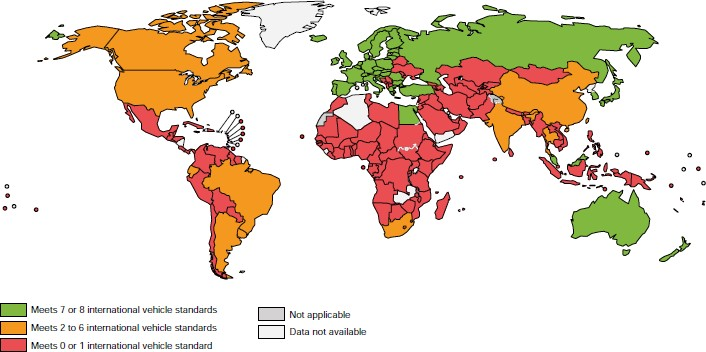 Meets 7 or 8 international vehicle standards
Meets 2 to 6 international vehicle standards
Meets 0 or 1 international vehicle standard
Not applicable
Data not available